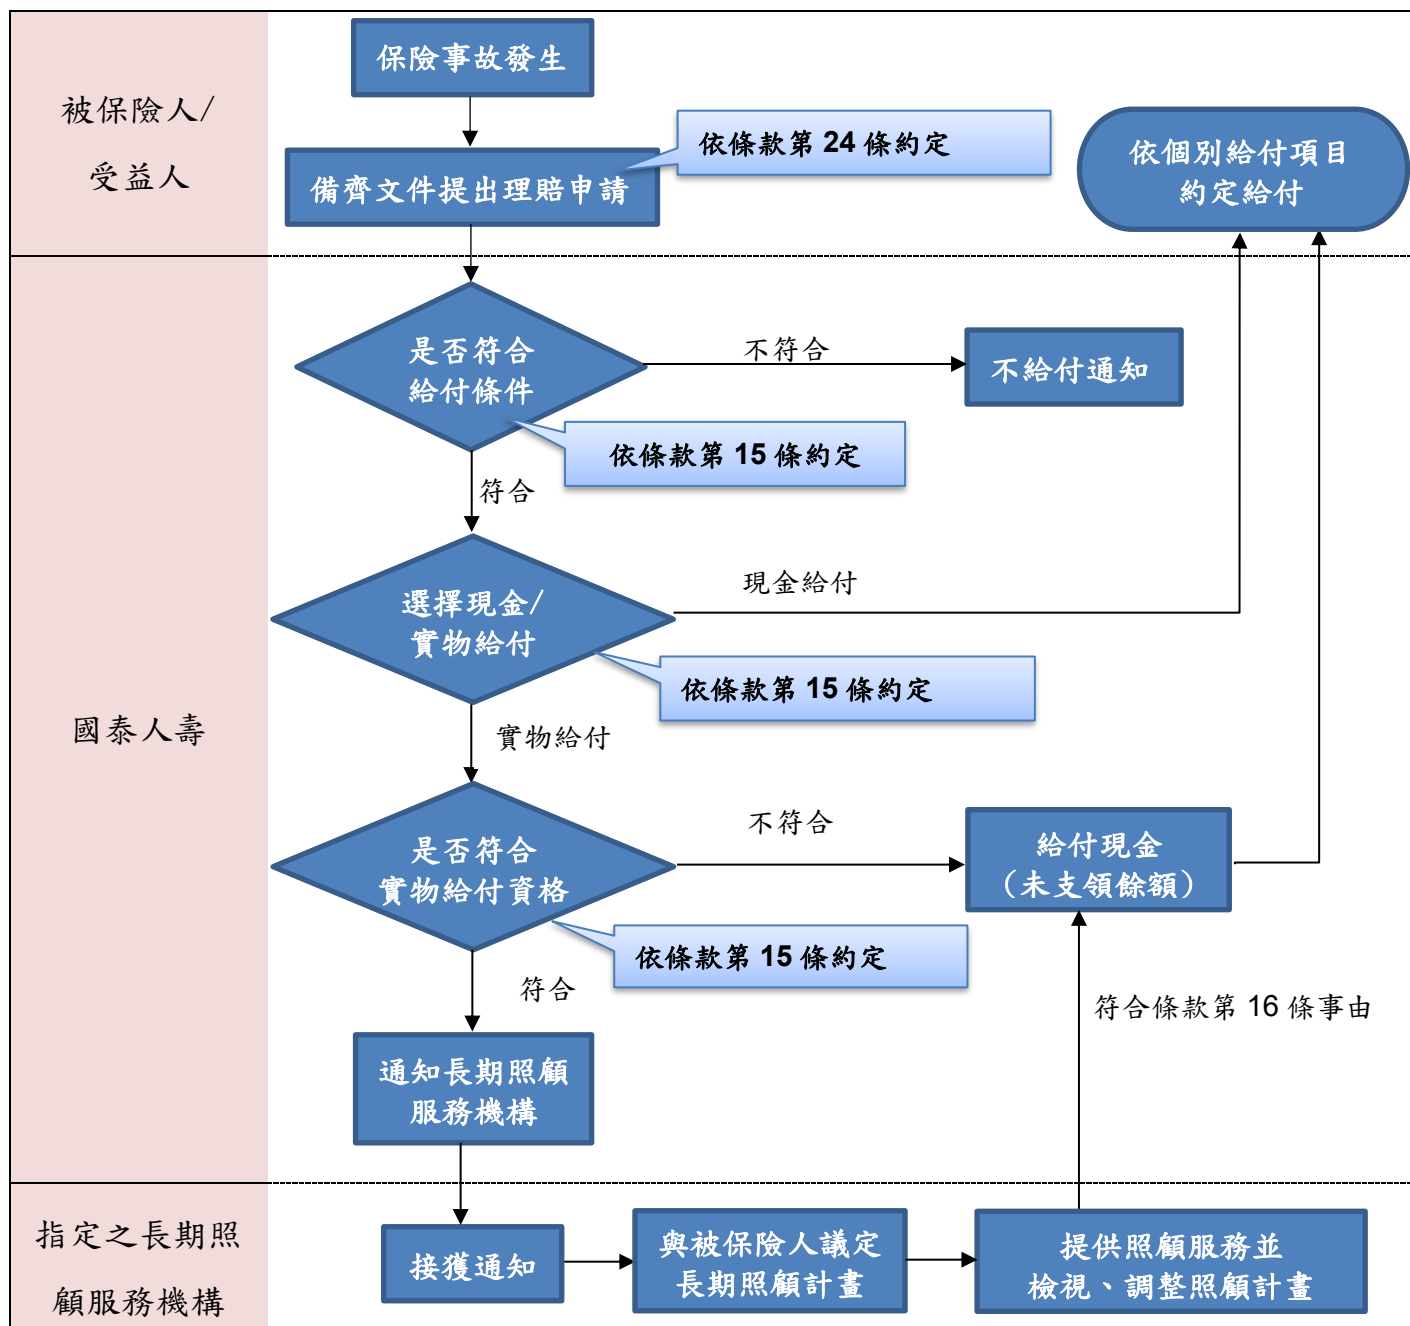 被保險人/
受益人
保險事故發生
依條款第 24 條約定
備齊文件提出理賠申請
依個別給付項目
約定給付
國泰人壽
是否符合
給付條件
不符合
不給付通知
依條款第 15 條約定
符合
選擇現金/
實物給付
現金給付
依條款第 15 條約定
實物給付
是否符合
實物給付資格
不符合
給付現金
（未支領餘額）
依條款第 15 條約定
符合
符合條款第 16 條事由
通知長期照顧
服務機構
指定之長期照
顧服務機構
接獲通知
與被保險人議定
長期照顧計畫
提供照顧服務並
檢視、調整照顧計畫